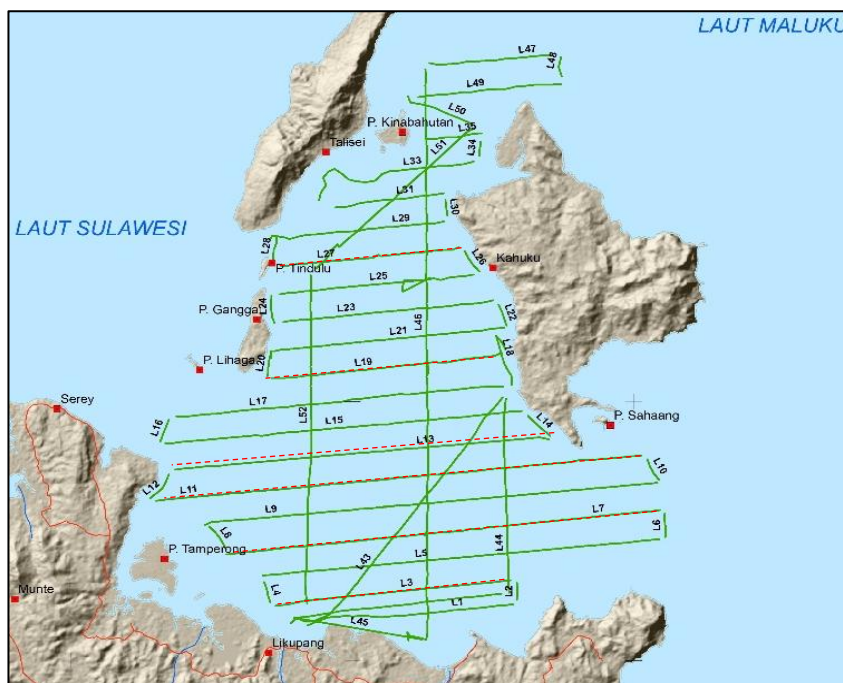 LAUT MALUKU
L47
L48
L49
L50
P. Kinabahutan
L35
Talisei
L51
L34
L33
L31
L30
LAUT SULAWESI
L29
L28
L27
L26
Kahuku
P. Tindulu
L25
L24
L23
P. Gangga
L22
L46
L21
L20
L19
L18
P. Lihaga
L17
Serey
L52
L16
L15
L14
P. Sahaang
L13
L12
L11
L10
L9
L8
L7
L6
L44
P. Tamperong
L5
L43
Munte
L4
L3
L2
L1
L45
Likupang